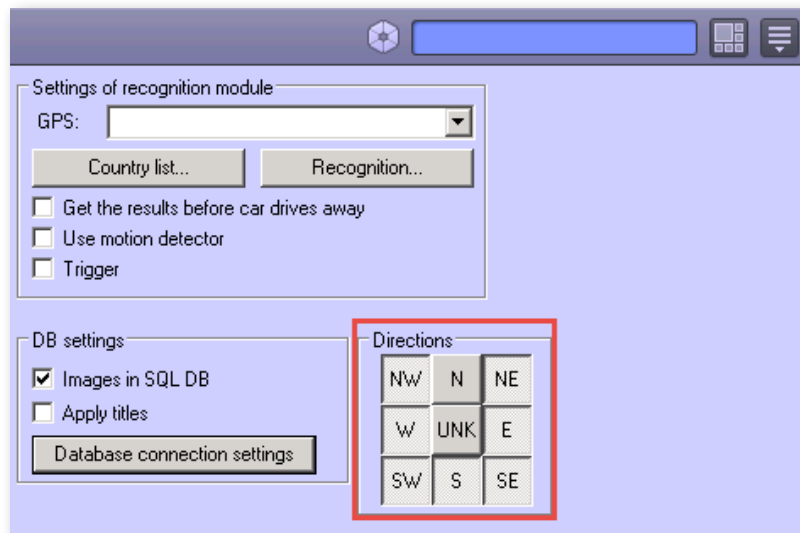 Settings of recognition module
GPS:
Country list... Recognition...
Get the results before car drives away
Use motion detector
Trigger
DB settings
Images in SQL DB
Apply titles
Database connection settings
Directions
NW N NE
W UNK E
SW S SE